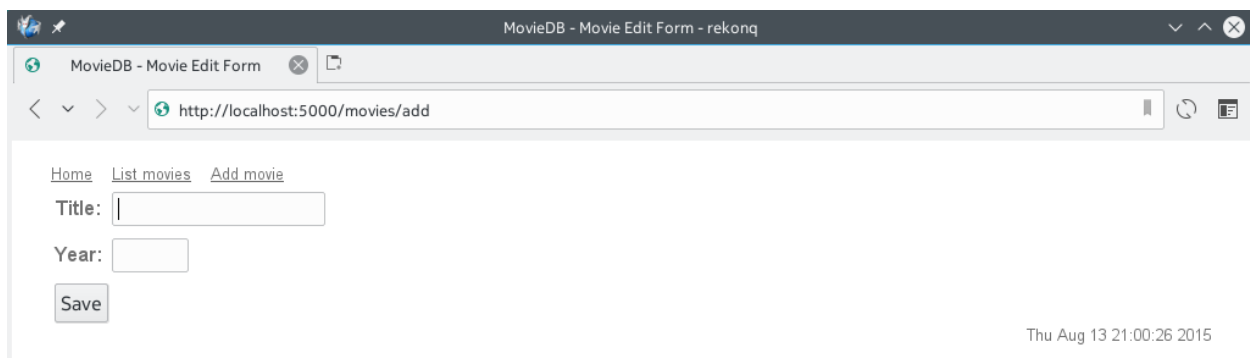 MovieDB - Movie Edit Form - rekonq
MovieDB - Movie Edit Form
http://localhost:5000/movies/add
Home List movies Add movie
Title:
Year:
Save
Thu Aug 13 21:00:26 2015